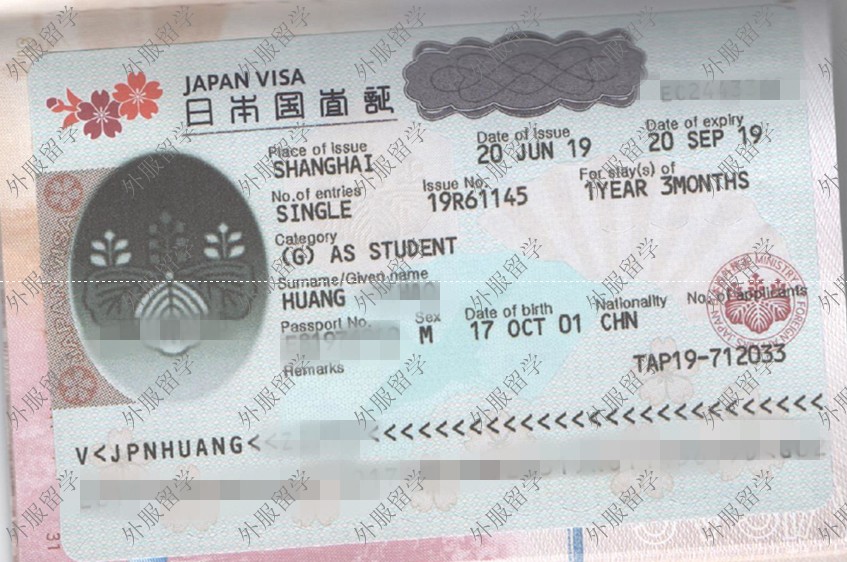 JAPAN VISA
日本国査証
Place of issue
SHANGHAI
Date of issue
20 JUN 19
Date of expiry
20 SEP 19
No.of entries
SINGLE
Issue No.
19R61145
For stay(s) of
1YEAR 3MONTHS
Category
(G) AS STUDENT
Surname/Given name
HUANG
Passport No.
Sex
M
Date of birth
17 OCT 01
Nationality
CHN
No. of applicants
Remarks
TAP19-712033
V<JPNHUANG<<
外服留学